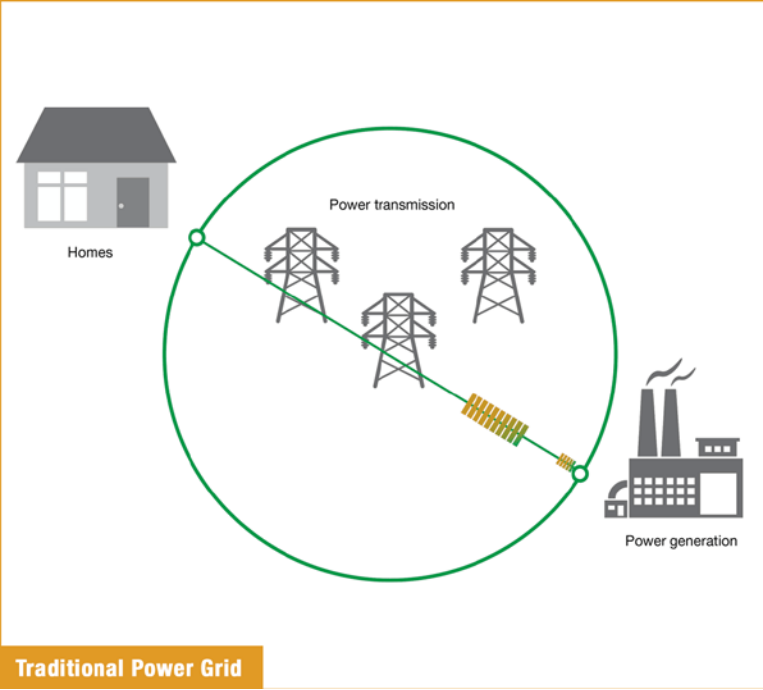 Power transmission
Homes
Power generation
Traditional Power Grid